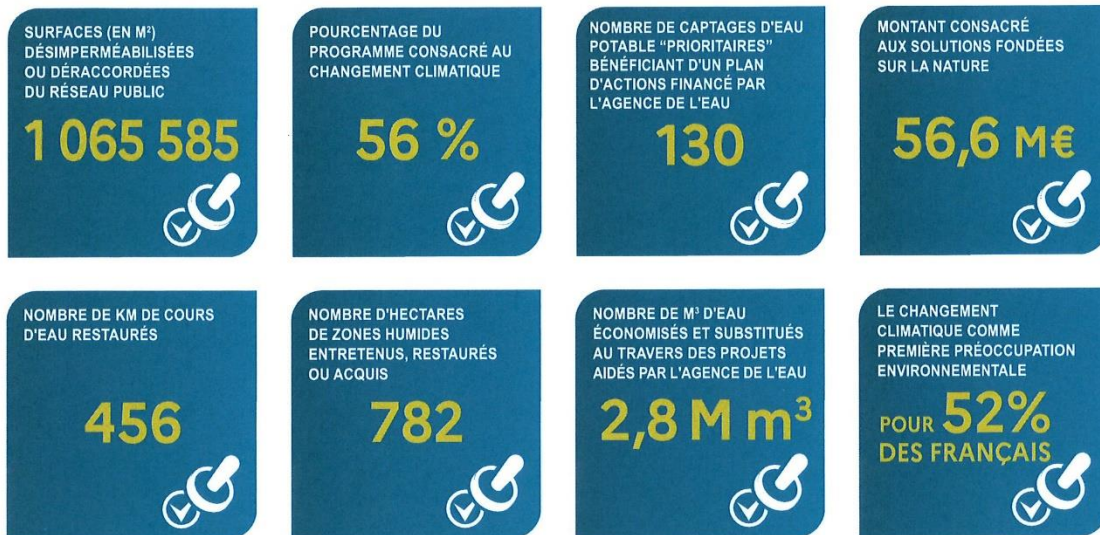 SURFACES (EN M²)
DÉSIMPERMÉABILISÉES
OU DÉRACCORDÉES
DU RÉSEAU PUBLIC
1 065 585
POURCENTAGE DU
PROGRAMME CONSACRÉ AU
CHANGEMENT CLIMATIQUE
56 %
NOMBRE DE CAPTAGES D'EAU
POTABLE “PRIORITAIRES”
BÉNÉFICIANT D'UN PLAN
D'ACTIONS FINANCÉ PAR
L'AGENCE DE L'EAU
130
MONTANT CONSACRÉ
AUX SOLUTIONS FONDÉES
SUR LA NATURE
56,6 M€
NOMBRE DE KM DE COURS
D'EAU RESTAURÉS
456
NOMBRE D'HECTARES
DE ZONES HUMIDES
ENTRETENUS, RESTAURÉS
OU ACQUIS
782
NOMBRE DE M³ D'EAU
ÉCONOMISÉS ET SUBSTITUÉS
AU TRAVERS DES PROJETS
AIDÉS PAR L'AGENCE DE L'EAU
2,8 M m³
LE CHANGEMENT
CLIMATIQUE COMME
PREMIÈRE PRÉOCCUPATION
ENVIRONNEMENTALE
POUR 52%
DES FRANÇAIS